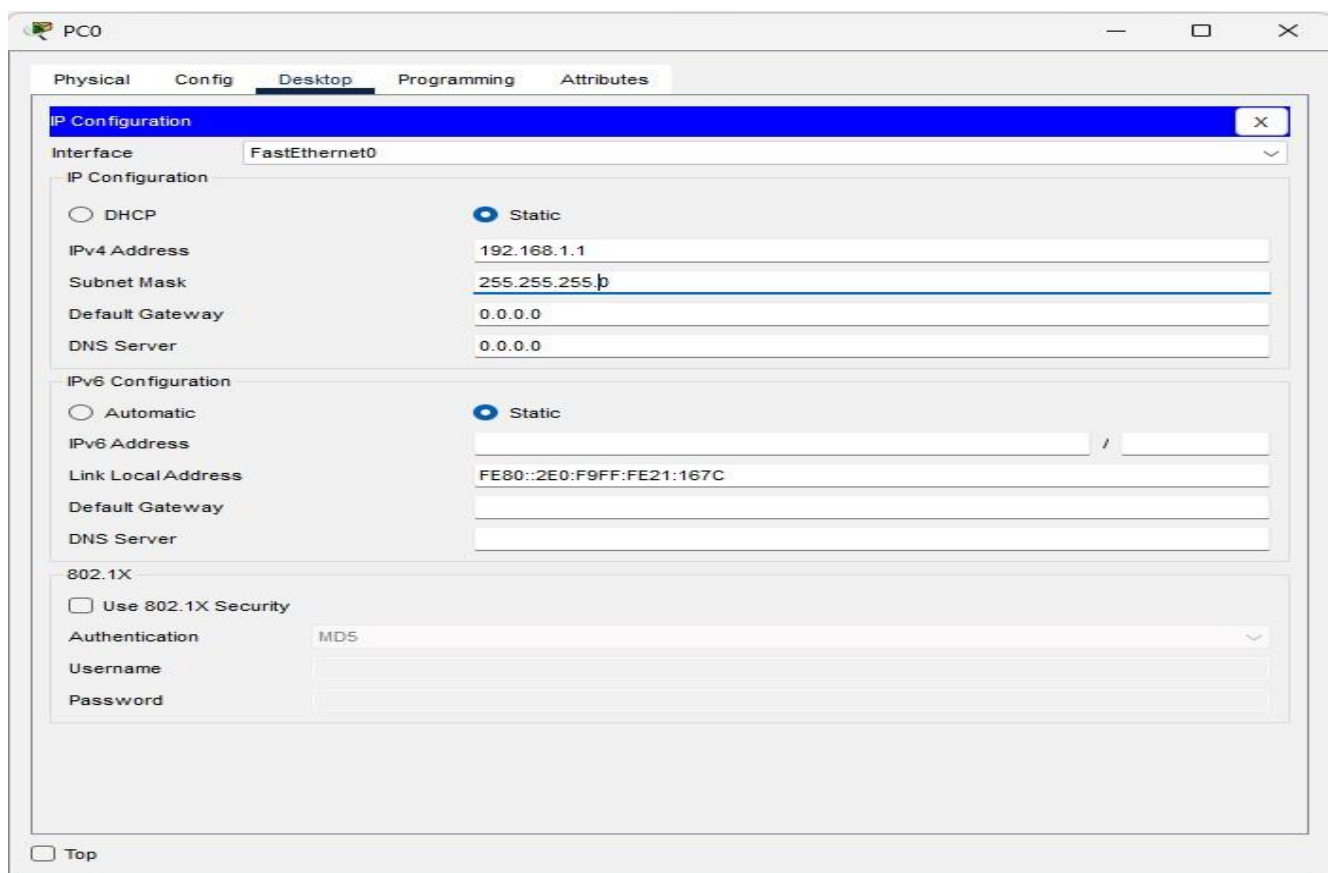 PC0
Physical Config Desktop Programming Attributes
IP Configuration X
Interface FastEthernet0
IP Configuration
DHCP Static
IPv4 Address 192.168.1.1
Subnet Mask 255.255.255.0
Default Gateway 0.0.0.0
DNS Server 0.0.0.0
IPv6 Configuration
Automatic Static
IPv6 Address /
Link Local Address FE80::2E0:F9FF:FE21:167C
Default Gateway
DNS Server
802.1X
Use 802.1X Security
Authentication MD5
Username
Password
Top